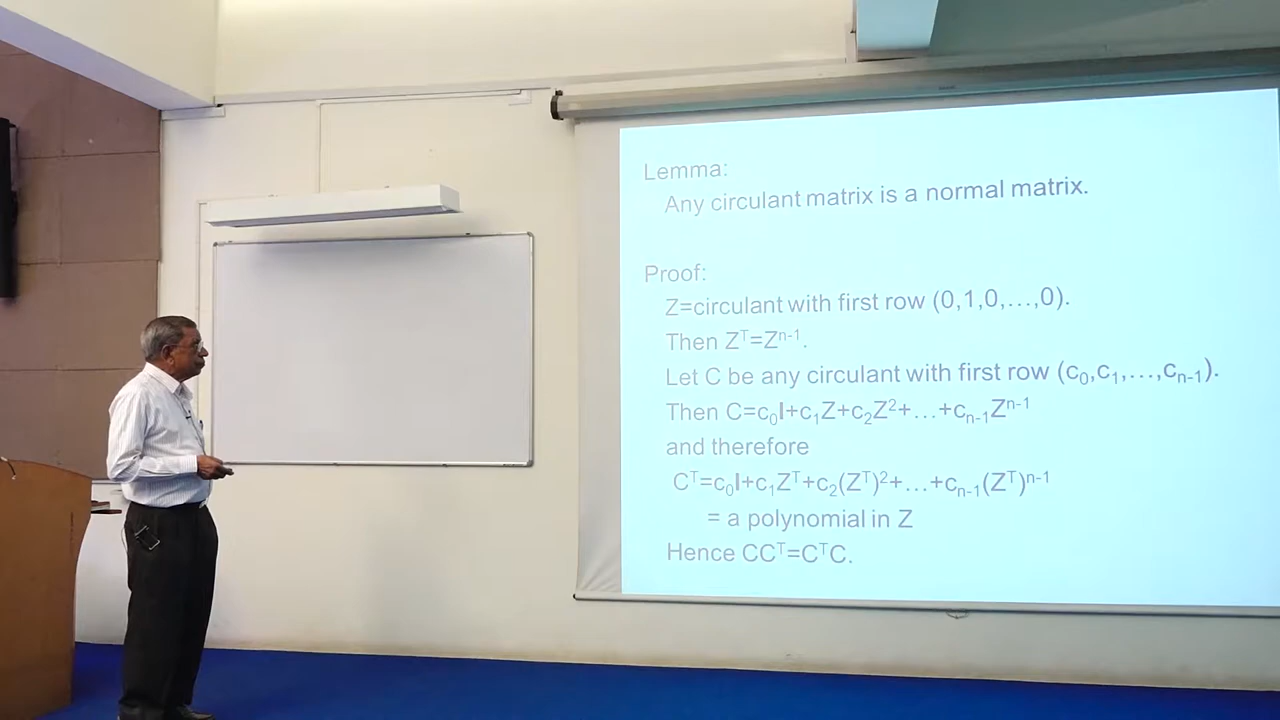 Lemma:
Any circulant matrix is a normal matrix.
Proof:
Z=circulant with first row (0,1,0,…,0).
Then Zᵀ=Zⁿ⁻¹.
Let C be any circulant with first row (c₀,c₁,…,cₙ₋₁).
Then C=c₀I+c₁Z+c₂Z²+…+cₙ₋₁Zⁿ⁻¹
and therefore
Cᵀ=c₀I+c₁Zᵀ+c₂(Zᵀ)²+…+cₙ₋₁(Zᵀ)ⁿ⁻¹
= a polynomial in Z
Hence CCᵀ=CᵀC.